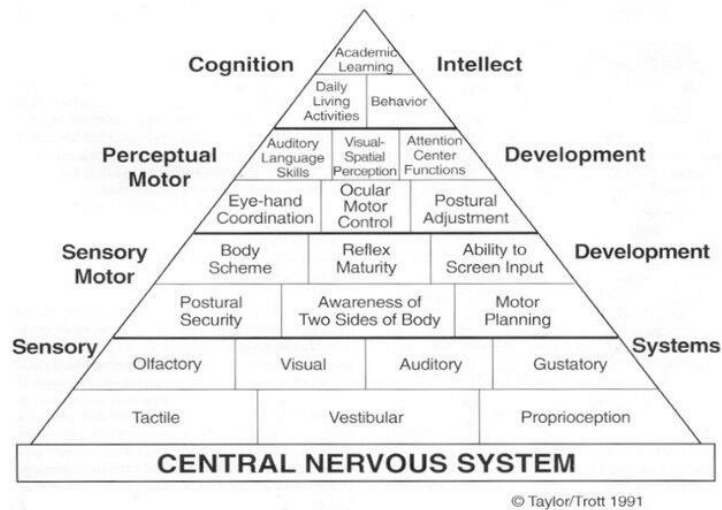 Academic
Learning
Cognition
Intellect
Daily
Living
Activities
Behavior
Auditory
Language
Skills
Visual-
Spatial
Perception
Attention
Center
Functions
Perceptual
Motor
Development
Eye-hand
Coordination
Ocular
Motor
Control
Postural
Adjustment
Sensory
Motor
Body
Scheme
Reflex
Maturity
Ability to
Screen Input
Development
Postural
Security
Awareness of
Two Sides of Body
Motor
Planning
Sensory
Systems
Olfactory
Visual
Auditory
Gustatory
Tactile
Vestibular
Proprioception
CENTRAL NERVOUS SYSTEM
© Taylor/Trott 1991